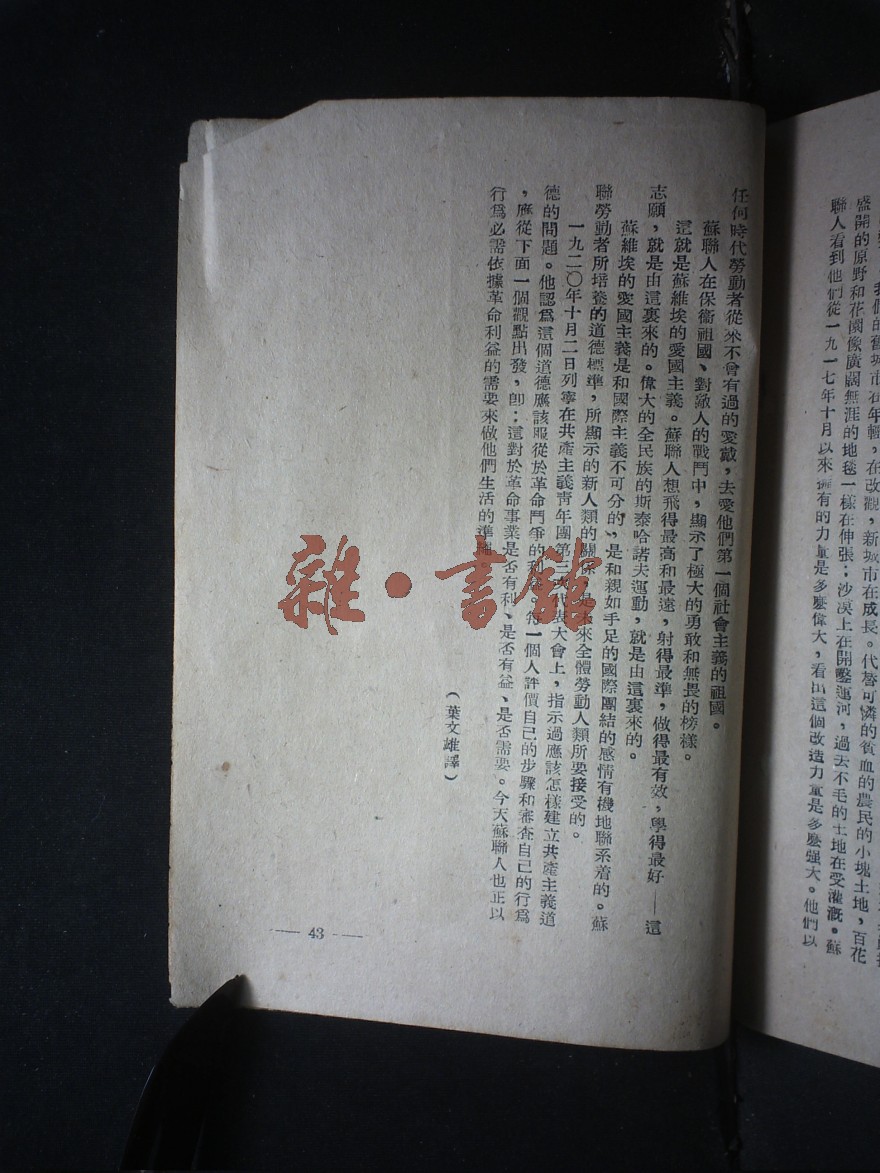 們的舊城市在年輕,在改觀,新城市在成長。代替可憐的貧血的農民的小塊土地,百花
盛開的原野和花園像廣闊無涯的地毯一樣在伸張;沙漠上在開鑿運河,過去不毛的土地在受灌溉。蘇
聯人看到他們從一九一七年十月以來擁有的力量是多麼偉大,看出這個改造力量是多麼强大。他們以
任何時代勞動者從來不曾有過的愛戴,去愛他們第一個社會主義的祖國。
蘇聯人在保衞祖國、對敵人的戰鬥中,顯示了極大的勇敢和無畏的榜樣。
這就是蘇維埃的愛國主義。蘇聯人想飛得最高和最遠,射得最準,做得最有效,學得最好——這
志願,就是由這裏來的。偉大的全民族的斯泰哈諾夫運動,就是由這裏來的。
蘇維埃的愛國主義是和國際主義不可分的,是和親如手足的國際團結的感情有機地聯系着的。蘇
聯勞動者所培養的道德標準,所顯示的新人類的關係,是未來全體勞動人類所要接受的。
一九二〇年十月二日列寧在共產主義靑年團第三次代表大會上,指示過應該怎樣建立共產主義道
德的問題。他認爲這個道德應該服從於革命鬥爭的利益。每一個人評價自己的步驟和審查自己的行爲
,應從下面一個觀點出發,卽:這對於革命事業是否有利、是否有益、是否需要。今天蘇聯人也正以
行爲必需依據革命利益的需要來做他們生活的準繩。
(葉文雄譯)
— 43 —
雜·書館